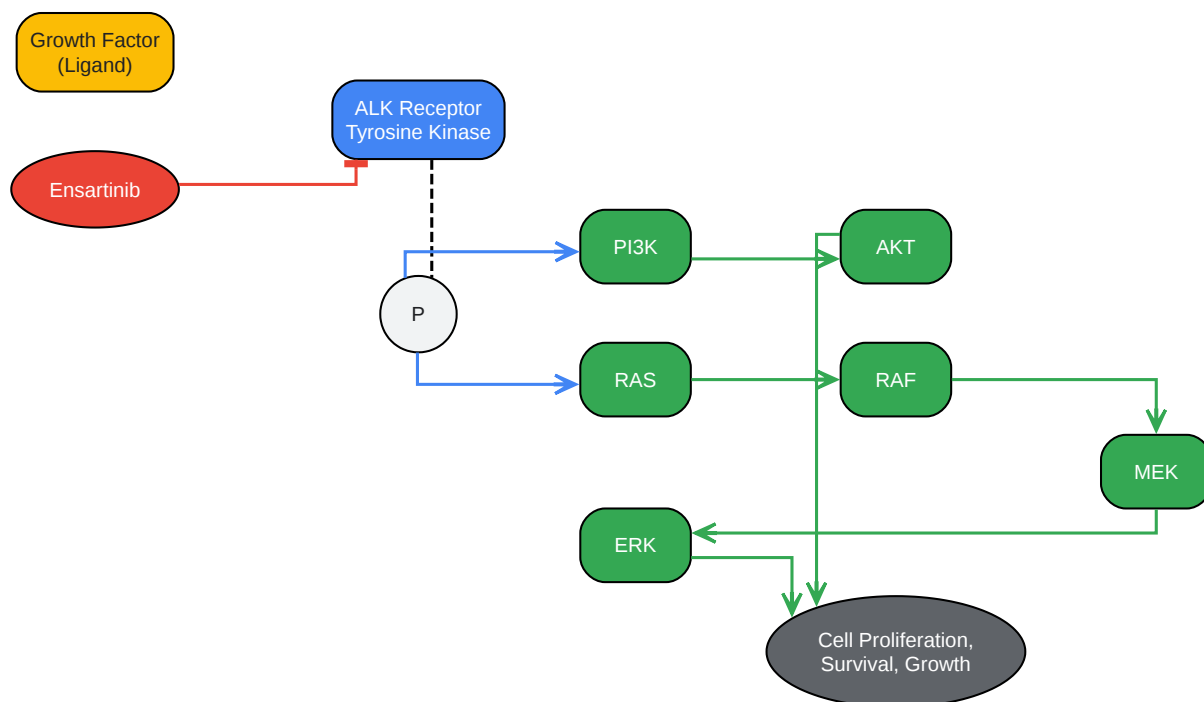 Growth Factor
(Ligand)
ALK Receptor
Tyrosine Kinase
Ensartinib
PI3K
AKT
P
RAS
RAF
MEK
ERK
Cell Proliferation,
Survival, Growth